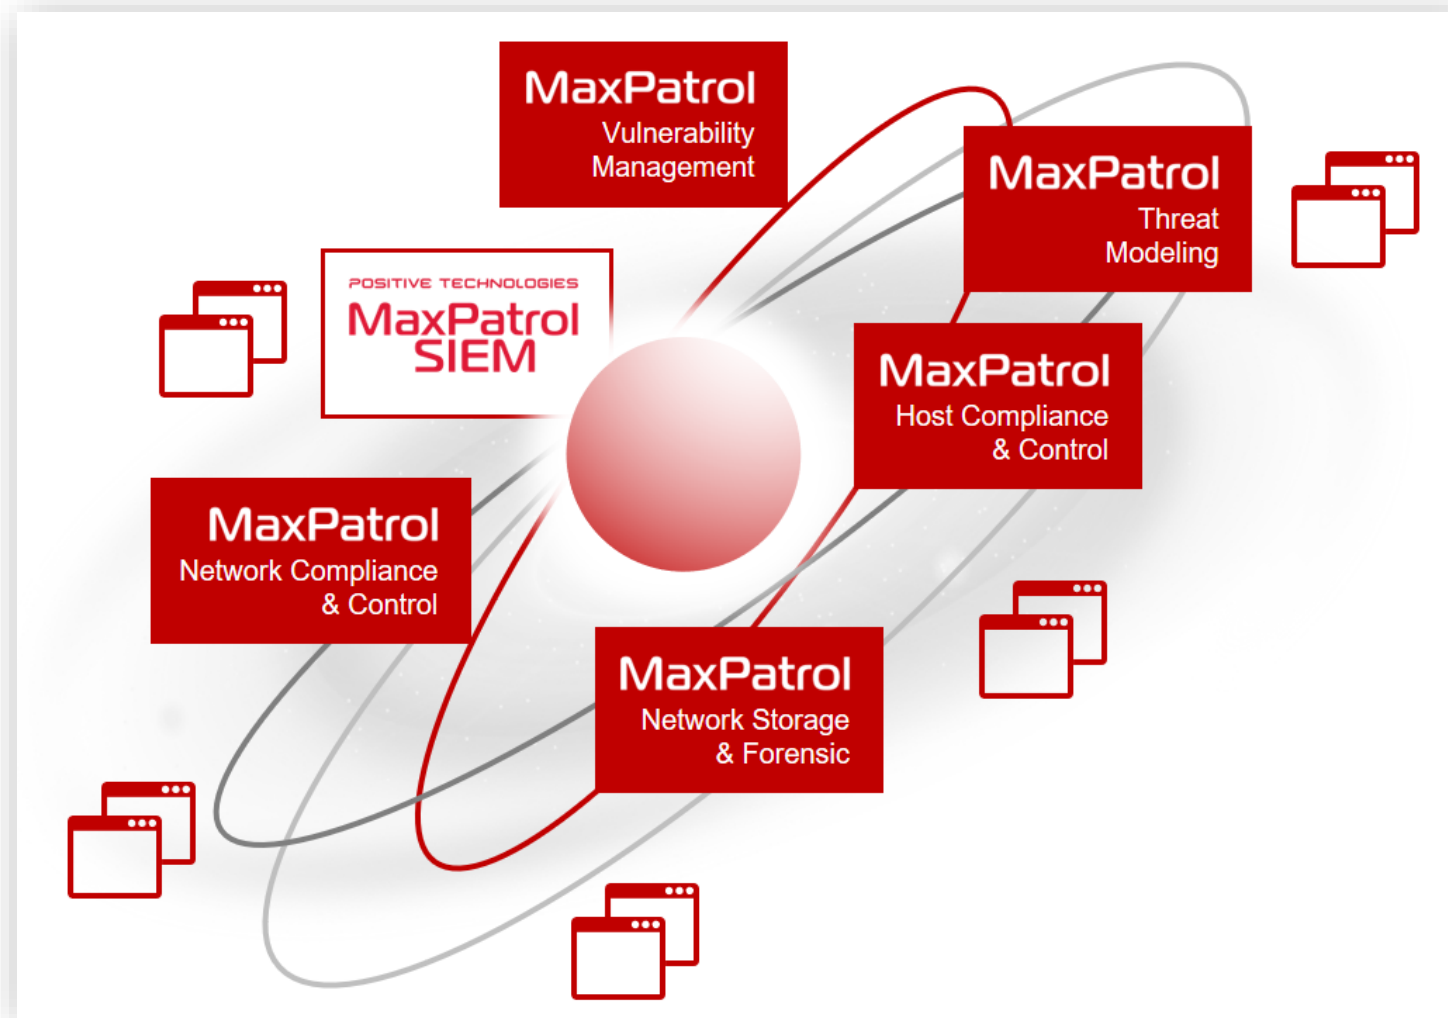 MaxPatrol
Vulnerability
Management
MaxPatrol
Threat
Modeling
POSITIVE TECHNOLOGIES
MaxPatrol
SIEM
MaxPatrol
Host Compliance
& Control
MaxPatrol
Network Compliance
& Control
MaxPatrol
Network Storage
& Forensic